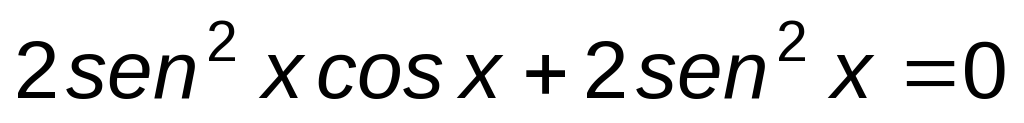 2sen² x cos x + 2sen² x = 0